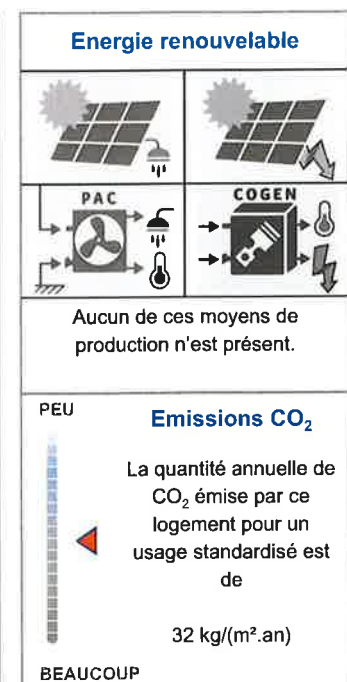 Energie renouvelable
PAC
COGEN
Aucun de ces moyens de
production n'est présent.
PEU
Emissions CO₂
La quantité annuelle de
CO₂ émise par ce
logement pour un
usage standardisé est
de
32 kg/(m².an)
BEAUCOUP